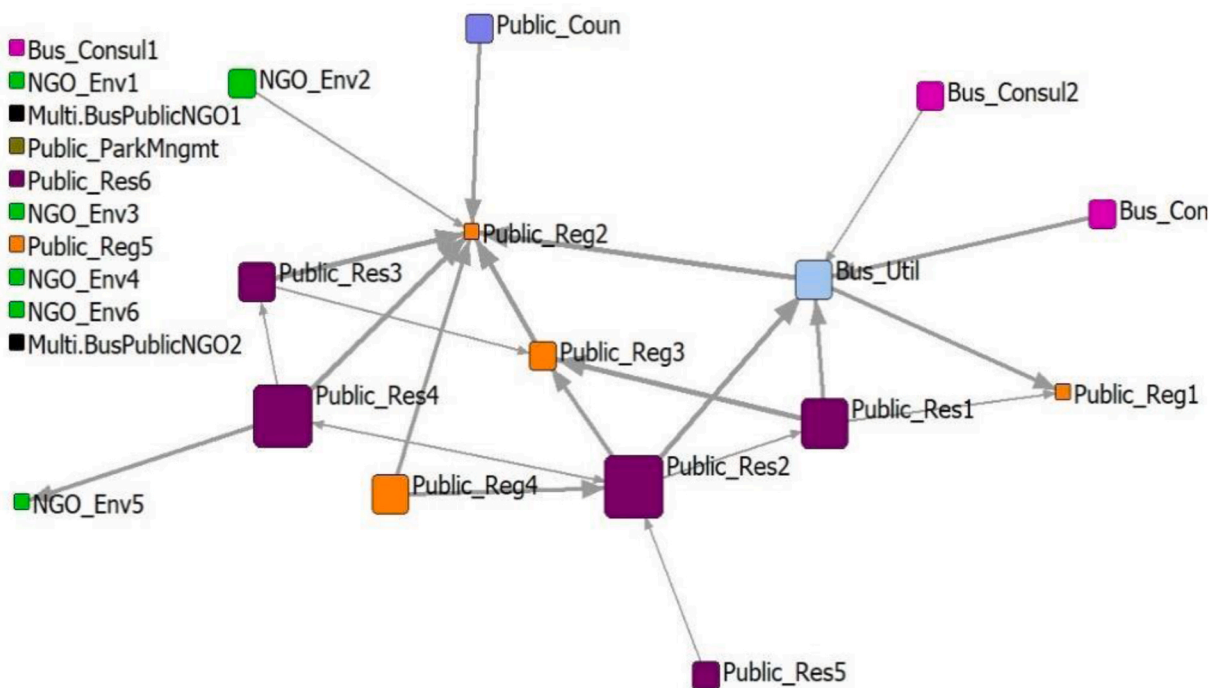 Bus_Consul1
NGO_Env1
Multi.BusPublicNGO1
Public_ParkMngmt
Public_Res6
NGO_Env3
Public_Reg5
NGO_Env4
NGO_Env6
Multi.BusPublicNGO2
Public_Coun
NGO_Env2
Bus_Consul2
Bus_Con
Public_Reg2
Public_Res3
Bus_Util
Public_Reg3
Public_Res4
Public_Reg1
Public_Res1
Public_Res2
Public_Reg4
NGO_Env5
Public_Res5